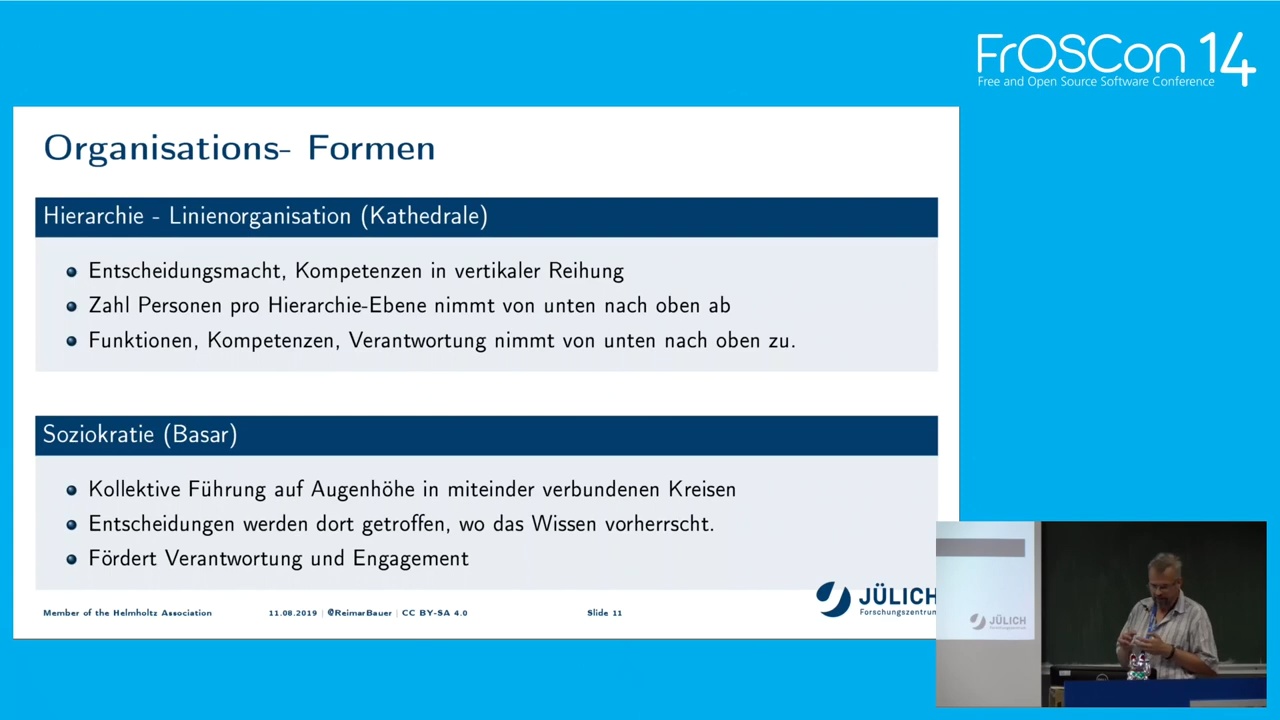 FrOSCon 14
Free and Open Source Software Conference
Organisations- Formen
Hierarchie - Linienorganisation (Kathedrale)
Entscheidungsmacht, Kompetenzen in vertikaler Reihung
Zahl Personen pro Hierarchie-Ebene nimmt von unten nach oben ab
Funktionen, Kompetenzen, Verantwortung nimmt von unten nach oben zu.
Soziokratie (Basar)
Kollektive Führung auf Augenhöhe in miteinder verbundenen Kreisen
Entscheidungen werden dort getroffen, wo das Wissen vorherrscht.
Fördert Verantwortung und Engagement
Member of the Helmholtz Association
11.08.2019 | @ReimarBauer | CC BY-SA 4.0
Slide 11
JÜLICH
Forschungszentrum
JÜLICH